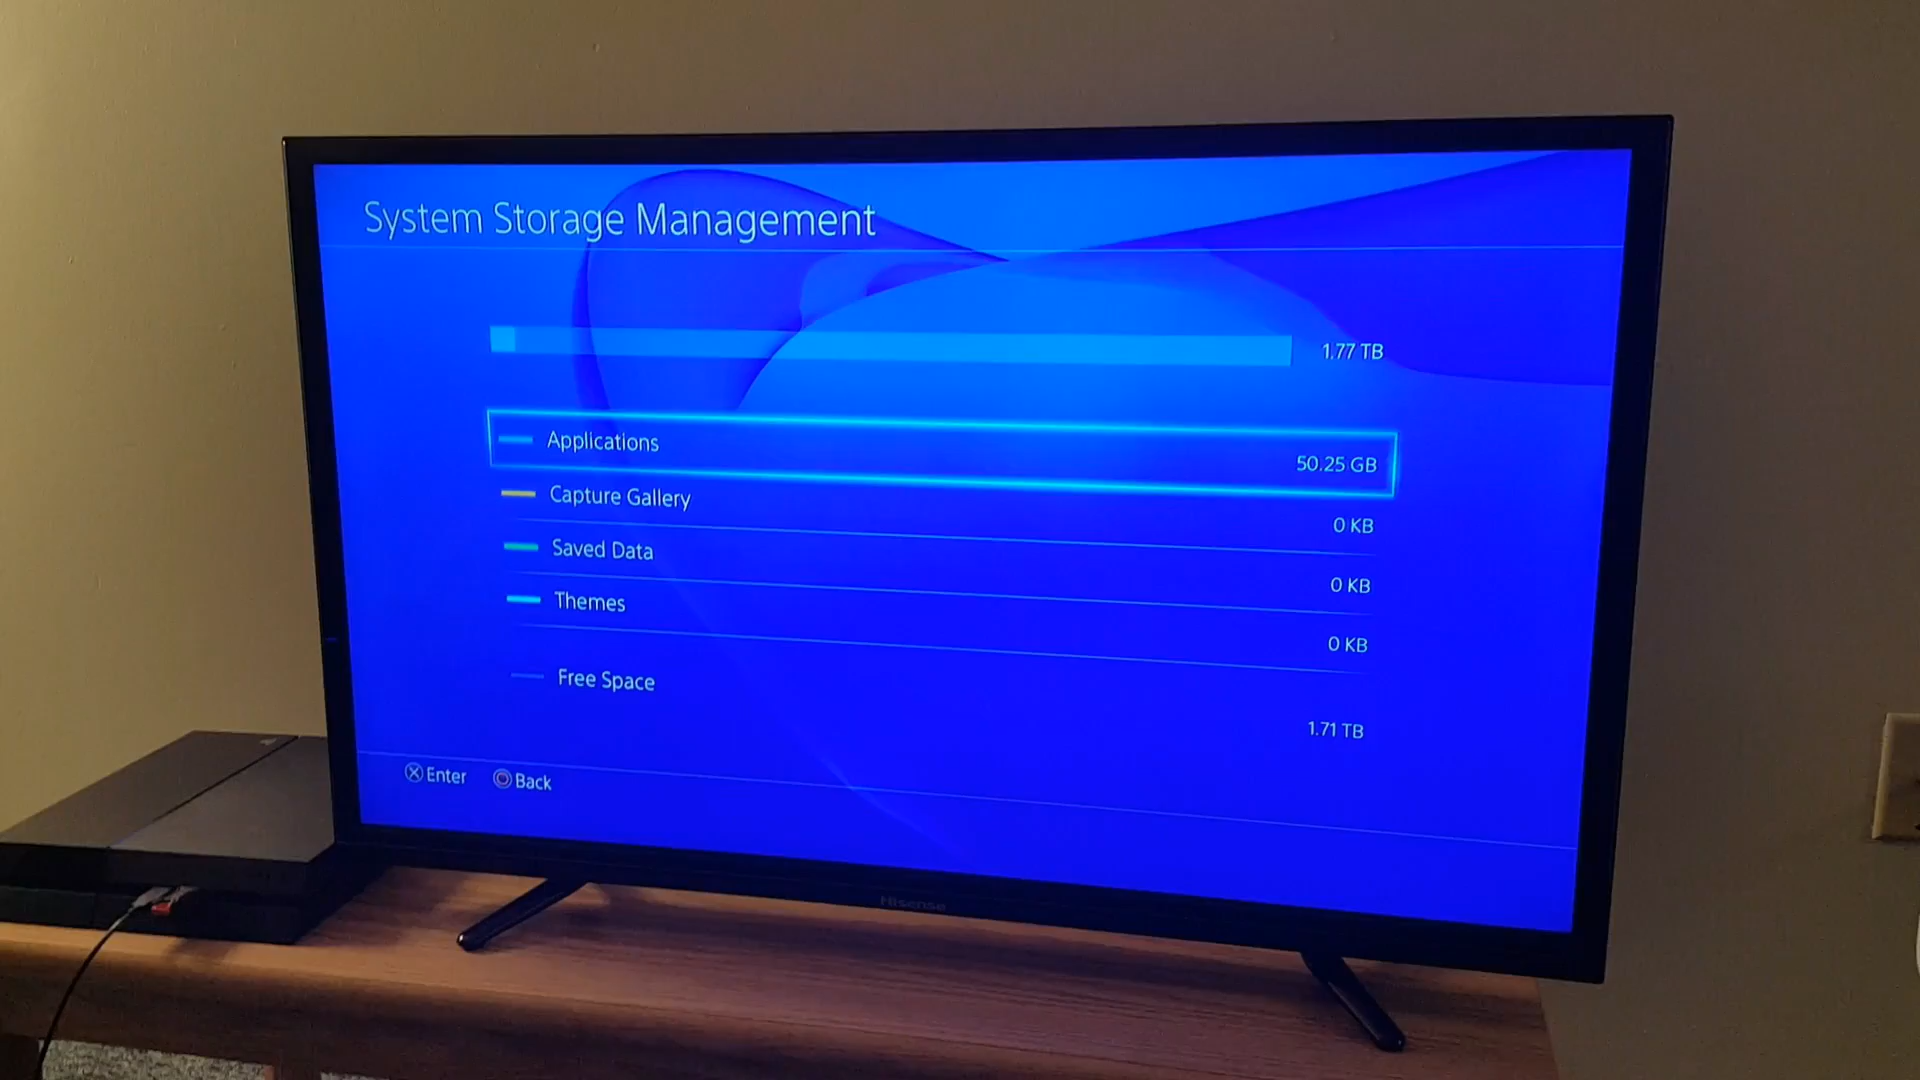 System Storage Management
1.77 TB
Applications 50.25 GB
Capture Gallery 0 KB
Saved Data 0 KB
Themes 0 KB
Free Space 1.71 TB
Enter Back
Hisense